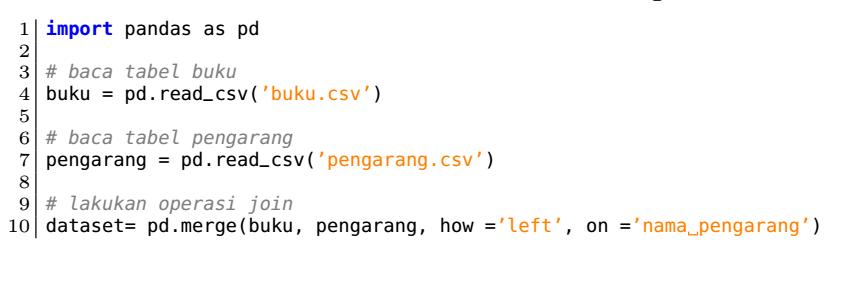 1 import pandas as pd
2
3 # baca tabel buku
4 buku = pd.read_csv('buku.csv')
5
6 # baca tabel pengarang
7 pengarang = pd.read_csv('pengarang.csv')
8
9 # lakukan operasi join
10 dataset= pd.merge(buku, pengarang, how ='left', on ='nama␣pengarang')